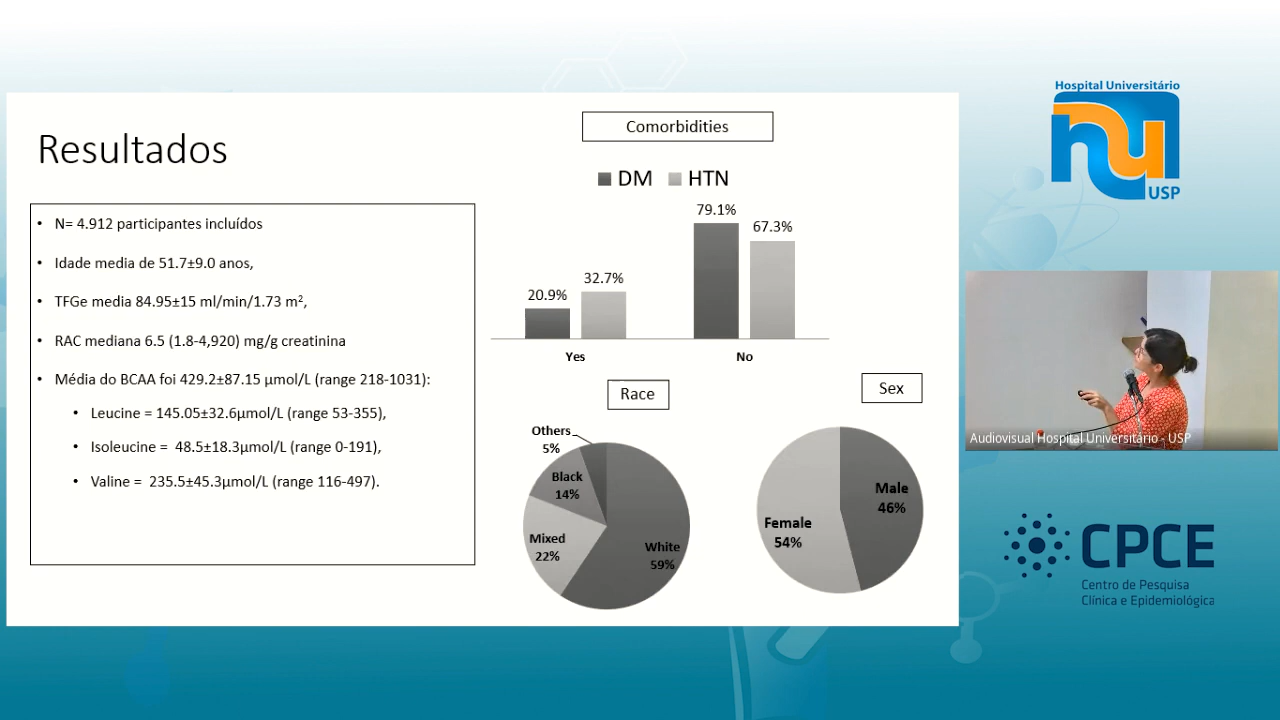 Resultados
• N= 4.912 participantes incluídos
• Idade media de 51.7±9.0 anos,
• TFGe media 84.95±15 ml/min/1.73 m²,
• RAC mediana 6.5 (1.8-4,920) mg/g creatinina
• Média do BCAA foi 429.2±87.15 µmol/L (range 218-1031):
• Leucine = 145.05±32.6µmol/L (range 53-355),
• Isoleucine = 48.5±18.3µmol/L (range 0-191),
• Valine = 235.5±45.3µmol/L (range 116-497).
Comorbidities
DM HTN
79.1%
67.3%
32.7%
20.9%
Yes No
Race
Others
5%
Black
14%
Mixed
22%
White
59%
Sex
Male
46%
Female
54%
Hospital Universitário
hu
USP
Audiovisual Hospital Universitário - USP
CPCE
Centro de Pesquisa
Clínica e Epidemiológica